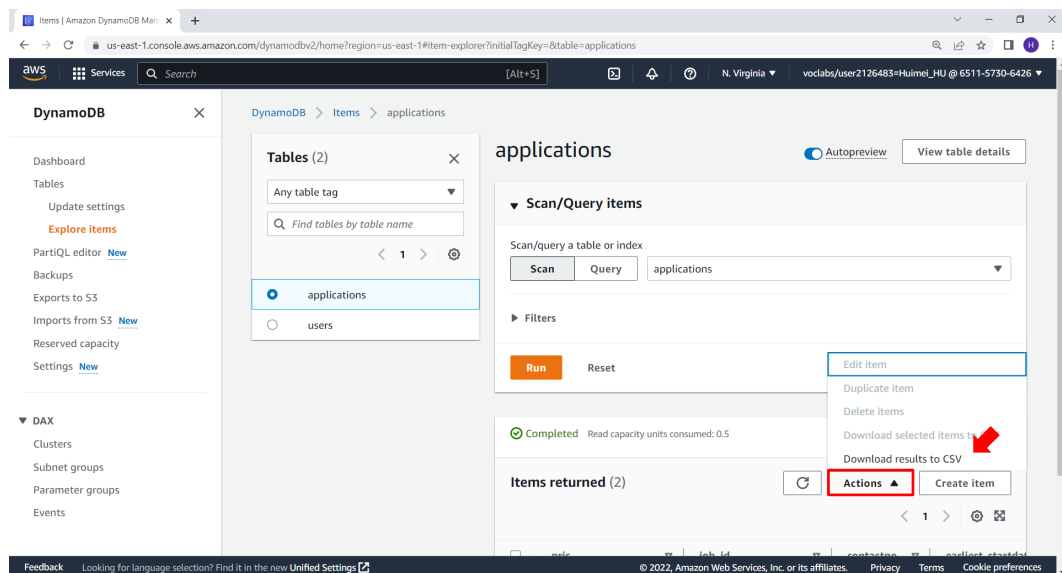 Items | Amazon DynamoDB Man
us-east-1.console.aws.amazon.com/dynamodbv2/home?region=us-east-1#item-explorer?initialTagKey=&table=applications
H
aws
Services
Search
[Alt+S]
N. Virginia
voclabs/user2126483=Huimei_HU @ 6511-5730-6426
DynamoDB
Dashboard
Tables
Update settings
Explore items
PartiQL editor New
Backups
Exports to S3
Imports from S3 New
Reserved capacity
Settings New
DAX
Clusters
Subnet groups
Parameter groups
Events
DynamoDB
Items
applications
Tables (2)
Any table tag
Find tables by table name
1
applications
users
applications
Autopreview
View table details
Scan/Query items
Scan/query a table or index
Scan
Query
applications
Filters
Run
Reset
Edit item
Duplicate item
Delete items
Download selected items to
Download results to CSV
Completed
Read capacity units consumed: 0.5
Items returned (2)
Actions
Create item
1
nric
job_id
contactno
earliest_startdat
Feedback
Looking for language selection? Find it in the new Unified Settings
© 2022, Amazon Web Services, Inc. or its affiliates.
Privacy
Terms
Cookie preferences